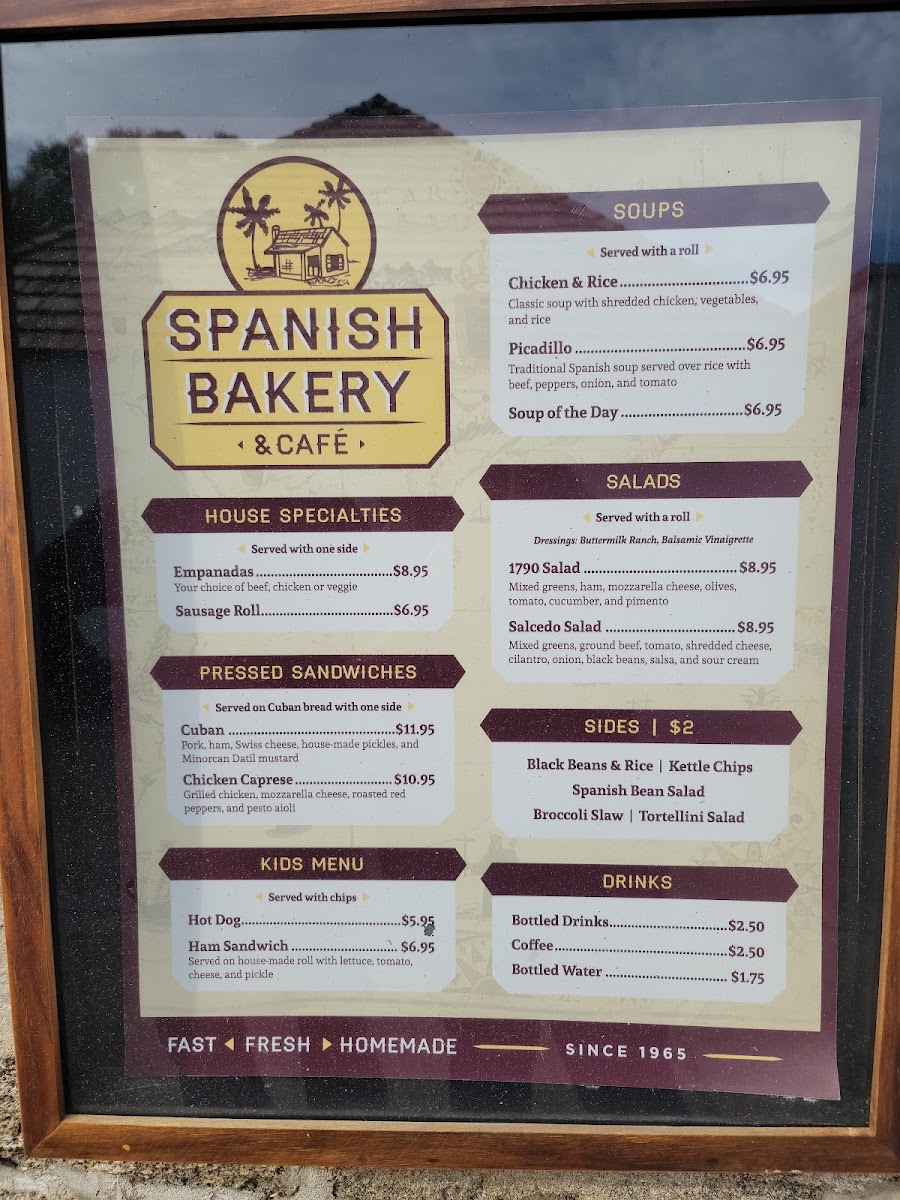 SPANISH
BAKERY
& CAFÉ
HOUSE SPECIALTIES
Served with one side
Empanadas........................................$8.95
Your choice of beef, chicken or veggie
Sausage Roll........................................$6.95
PRESSED SANDWICHES
Served on Cuban bread with one side
Cuban ........................................$11.95
Pork, ham, Swiss cheese, house-made pickles, and
Minorcan Datil mustard
Chicken Caprese ........................................$10.95
Grilled chicken, mozzarella cheese, roasted red
peppers, and pesto aioli
KIDS MENU
Served with chips
Hot Dog........................................$5.95
Ham Sandwich ........................................ $6.95
Served on house-made roll with lettuce, tomato,
cheese, and pickle
SOUPS
Served with a roll
Chicken & Rice........................................$6.95
Classic soup with shredded chicken, vegetables,
and rice
Picadillo ........................................$6.95
Traditional Spanish soup served over rice with
beef, peppers, onion, and tomato
Soup of the Day ........................................$6.95
SALADS
Served with a roll
Dressings: Buttermilk Ranch, Balsamic Vinaigrette
1790 Salad ........................................ $8.95
Mixed greens, ham, mozzarella cheese, olives,
tomato, cucumber, and pimento
Salcedo Salad ........................................ $8.95
Mixed greens, ground beef, tomato, shredded cheese,
cilantro, onion, black beans, salsa, and sour cream
SIDES | $2
Black Beans & Rice | Kettle Chips
Spanish Bean Salad
Broccoli Slaw | Tortellini Salad
DRINKS
Bottled Drinks........................................$2.50
Coffee........................................$2.50
Bottled Water ........................................ $1.75
FAST FRESH HOMEMADE SINCE 1965